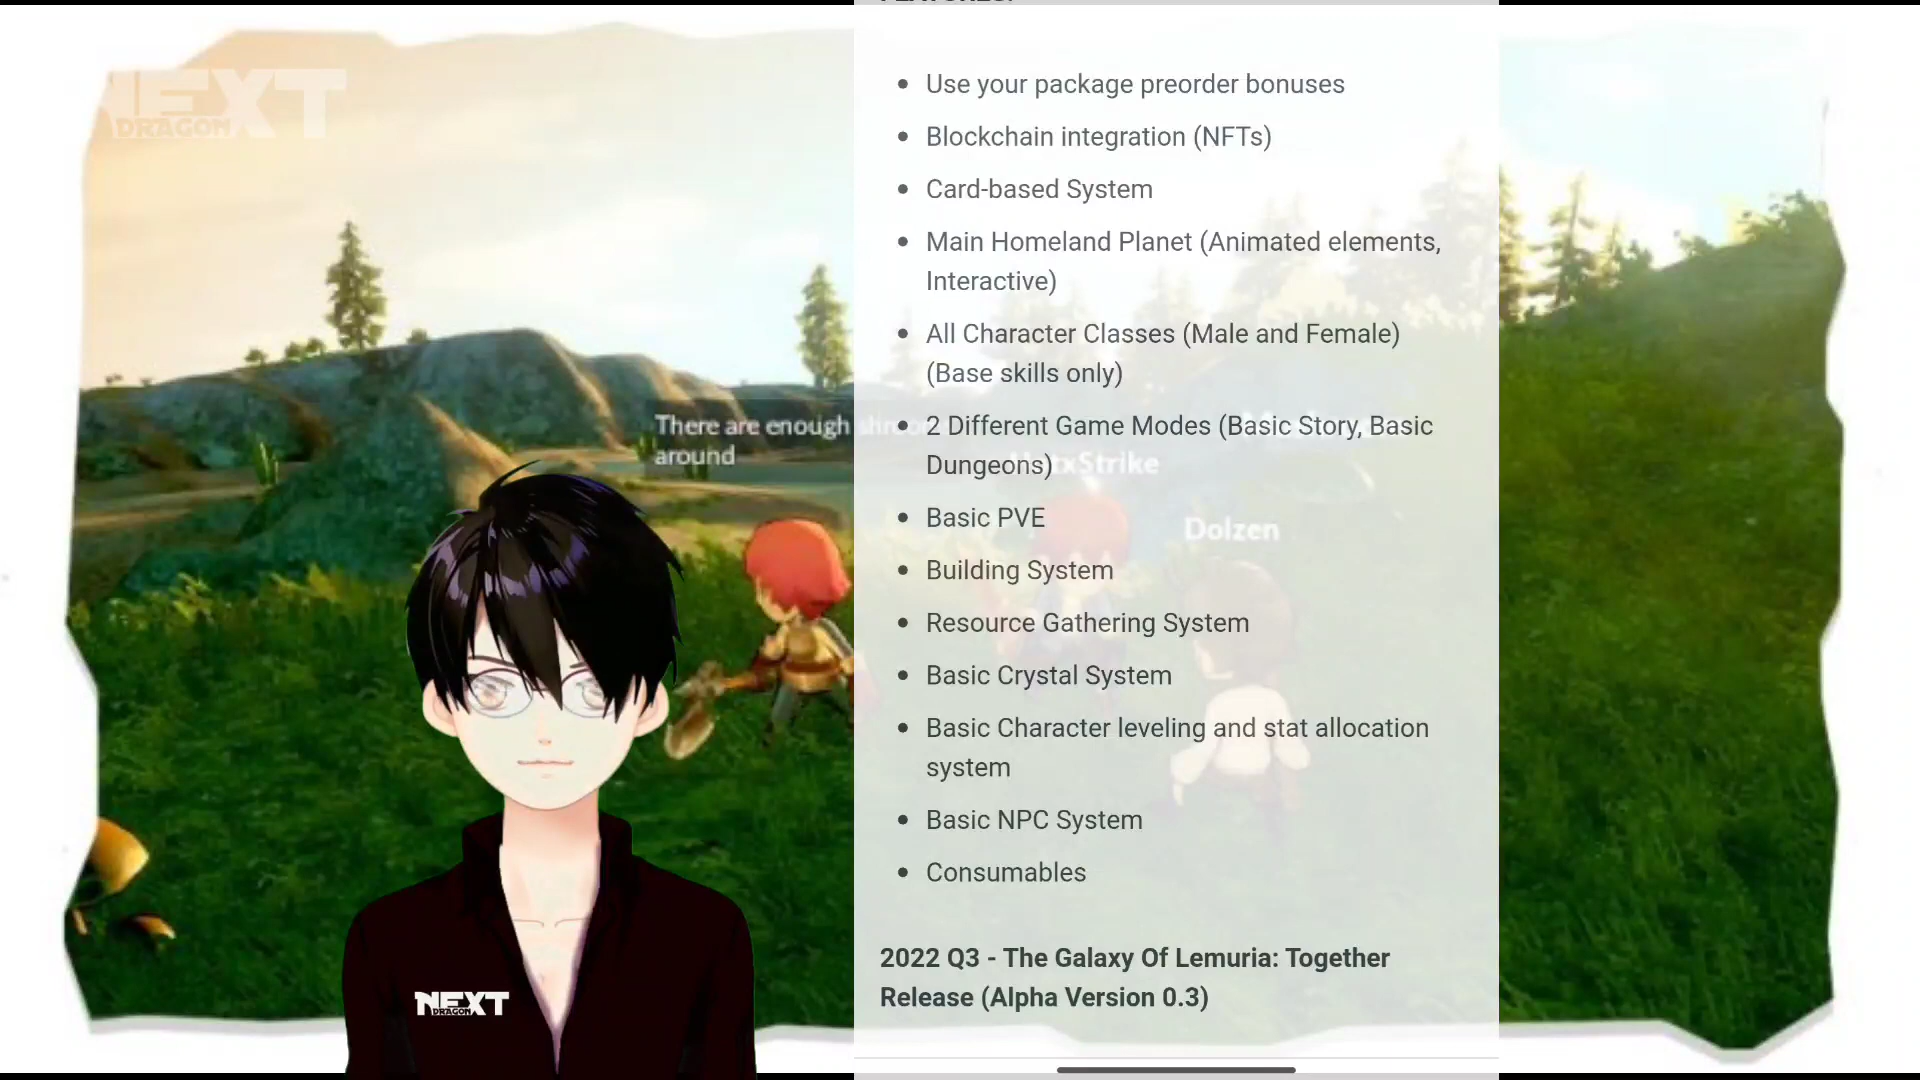 NEXT
DRAGON
Use your package preorder bonuses
Blockchain integration (NFTs)
Card-based System
Main Homeland Planet (Animated elements,
Interactive)
All Character Classes (Male and Female)
(Base skills only)
There are enough
around
2 Different Game Modes (Basic Story, Basic
Dungeons)
Basic PVE
Dolzen
Building System
Resource Gathering System
Basic Crystal System
Basic Character leveling and stat allocation
system
Basic NPC System
Consumables
2022 Q3 - The Galaxy Of Lemuria: Together
Release (Alpha Version 0.3)
NEXT
DRAGON